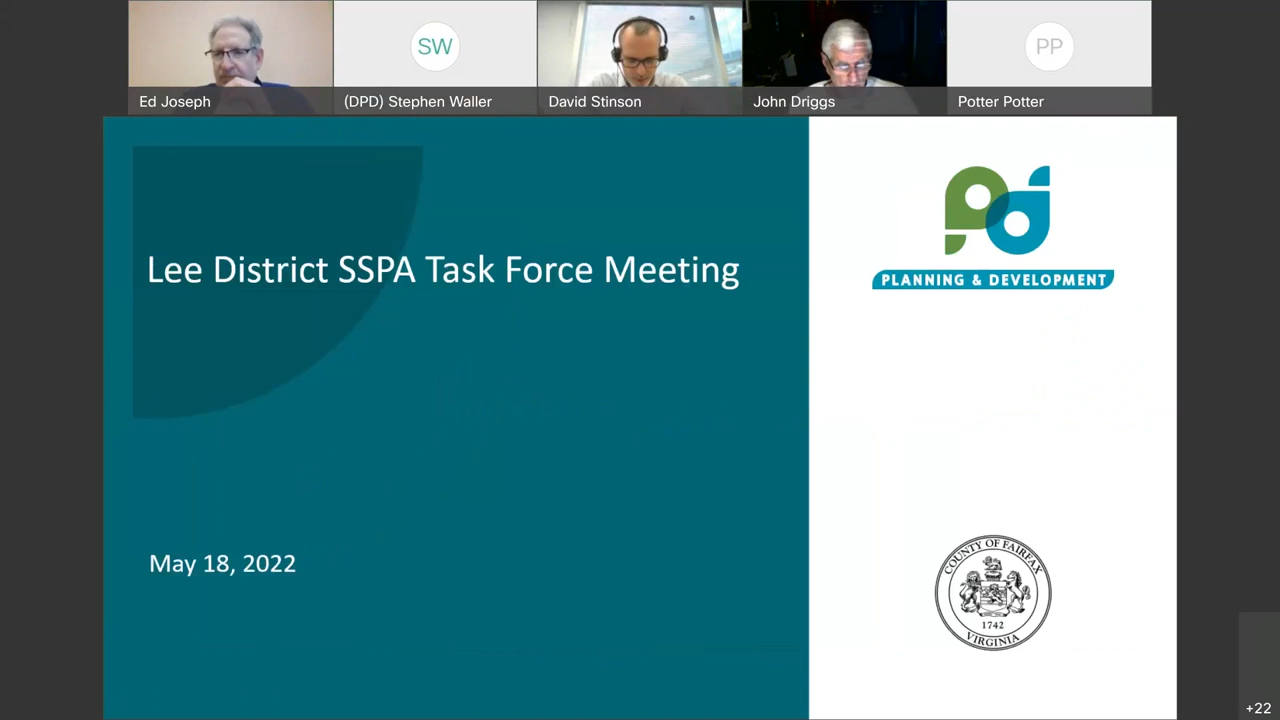 SW
PP
Ed Joseph
(DPD) Stephen Waller
David Stinson
John Driggs
Potter Potter
Lee District SSPA Task Force Meeting
PLANNING & DEVELOPMENT
May 18, 2022
COUNTY OF FAIRFAX
1742
VIRGINIA
+22